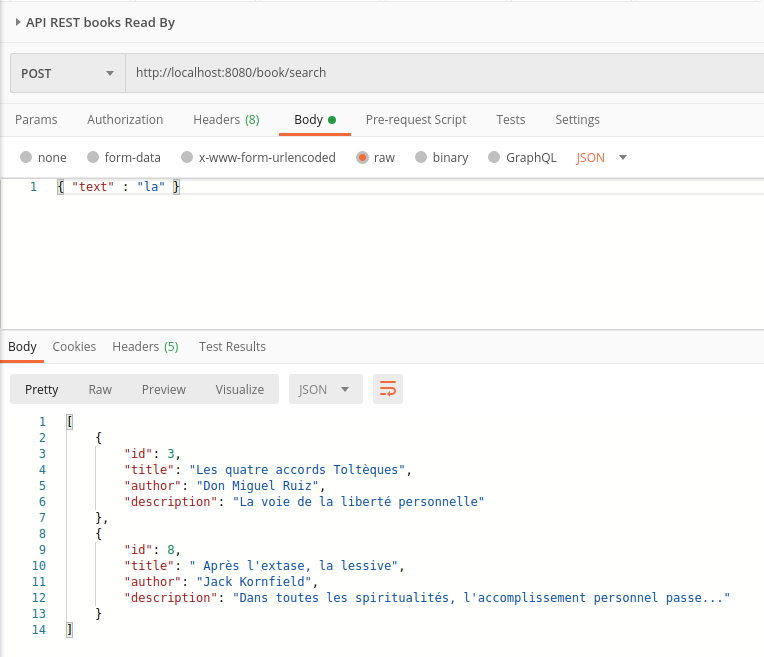 API REST books Read By
POST http://localhost:8080/book/search
Params Authorization Headers (8) Body Pre-request Script Tests Settings
none form-data x-www-form-urlencoded raw binary GraphQL JSON
1 { "text" : "la" }
Body Cookies Headers (5) Test Results
Pretty Raw Preview Visualize JSON
1 [
2 {
3 "id": 3,
4 "title": "Les quatre accords Toltèques",
5 "author": "Don Miguel Ruiz",
6 "description": "La voie de la liberté personnelle"
7 },
8 {
9 "id": 8,
10 "title": " Après l'extase, la lessive",
11 "author": "Jack Kornfield",
12 "description": "Dans toutes les spiritualités, l'accomplissement personnel passe..."
13 }
14 ]